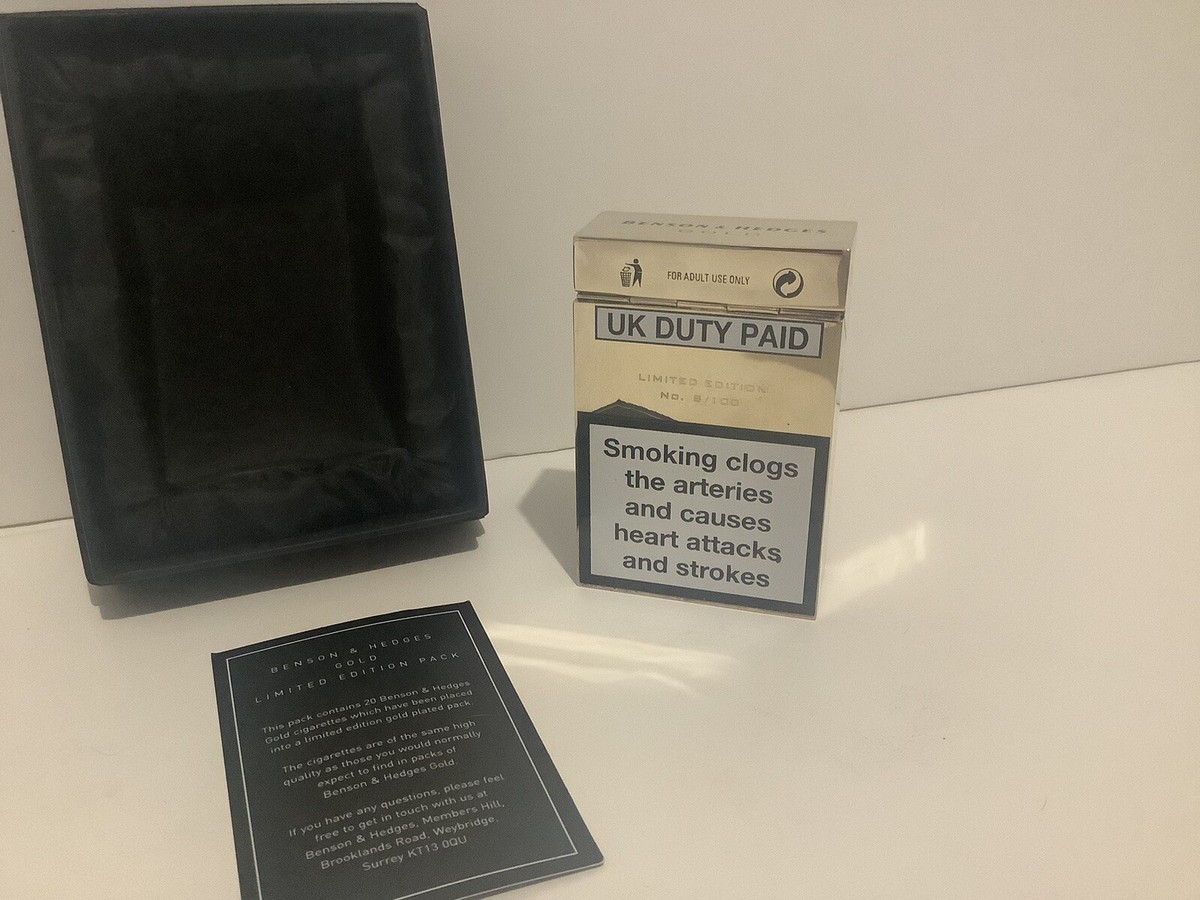 BENSON & HEDGES
GOLD
FOR ADULT USE ONLY
UK DUTY PAID
LIMITED EDITION
No. 9/100
Smoking clogs
the arteries
and causes
heart attacks
and strokes
BENSON & HEDGES
GOLD
LIMITED EDITION PACK
This pack contains 20 Benson & Hedges
Gold cigarettes which have been placed
into a limited edition gold plated pack.
The cigarettes are of the same high
quality as those you would normally
expect to find in packs of
Benson & Hedges Gold.
If you have any questions, please feel
free to get in touch with us at
Benson & Hedges, Members Hill,
Brooklands Road, Weybridge,
Surrey KT13 0QU